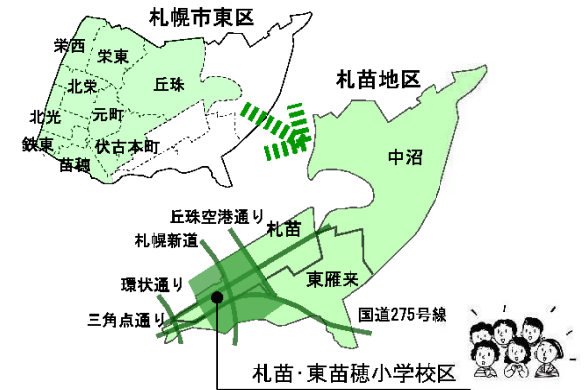 札幌市東区
栄西
栄東
北栄
丘珠
北光
元町
鉄東
伏古本町
苗穂
札苗地区
中沼
丘珠空港通り
札苗
札幌新道
東雁来
環状通り
三角点通り
国道275号線
札苗・東苗穂小学校区